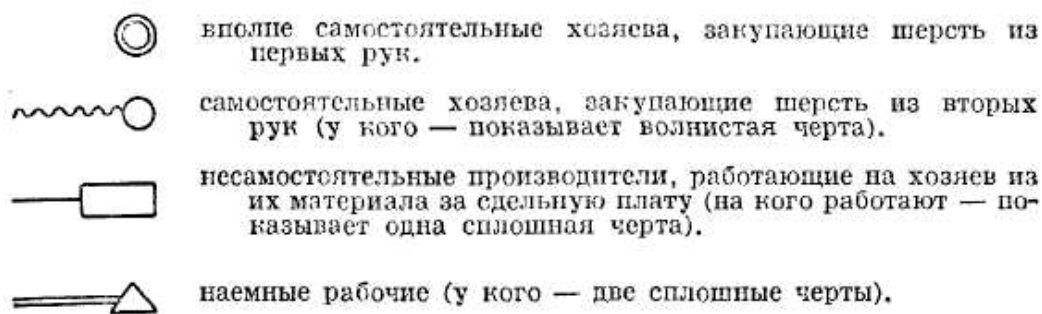 вполне самостоятельные хозяева, закупающие шерсть из
первых рук.
самостоятельные хозяева, закупающие шерсть из вторых
рук (у кого — показывает волнистая черта).
несамостоятельные производители, работающие на хозяев из
их материала за сдельную плату (на кого работают — по-
казывает одна сплошная черта).
наемные рабочие (у кого — две сплошные черты).